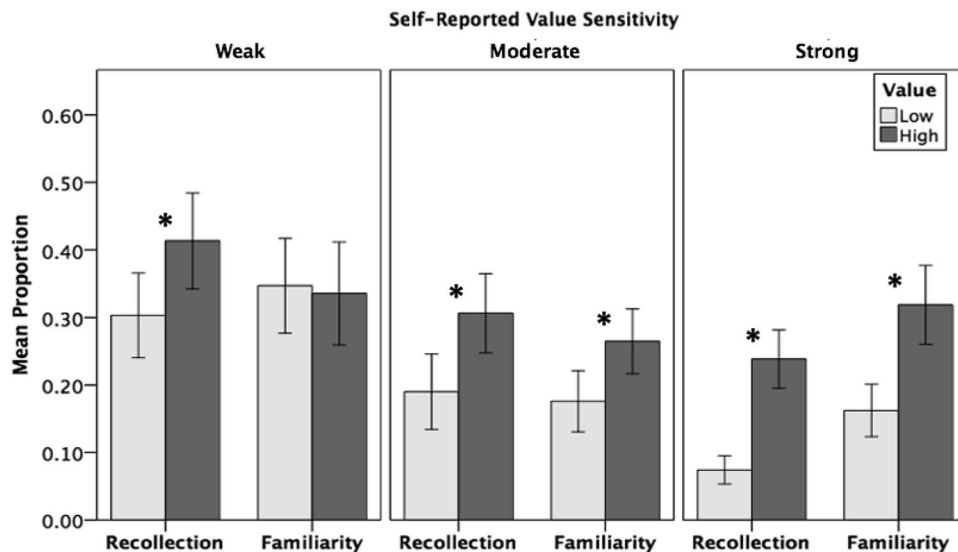 Self-Reported Value Sensitivity
Weak
Moderate
Strong
Value
Low
High
Mean Proportion
0.60
0.50
0.40
0.30
0.20
0.10
0.00
*
*
*
*
*
Recollection
Familiarity
Recollection
Familiarity
Recollection
Familiarity